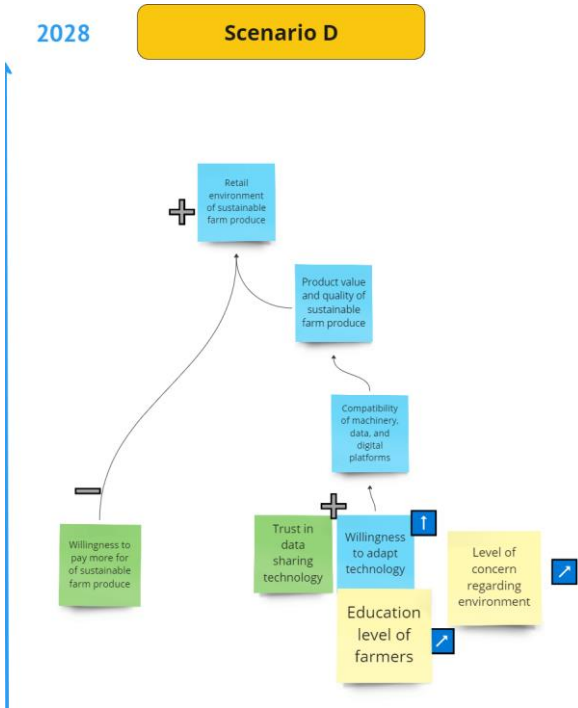 2028
Scenario D
Retail
environment
of sustainable
farm produce
Product value
and quality of
sustainable
farm produce
Compatibility
of machinery,
data, and
digital
platforms
Willingness to
pay more for
of sustainable
farm produce
Trust in
data
sharing
technology
Willingness
to adapt
technology
Level of
concern
regarding
environment
Education
level of
farmers